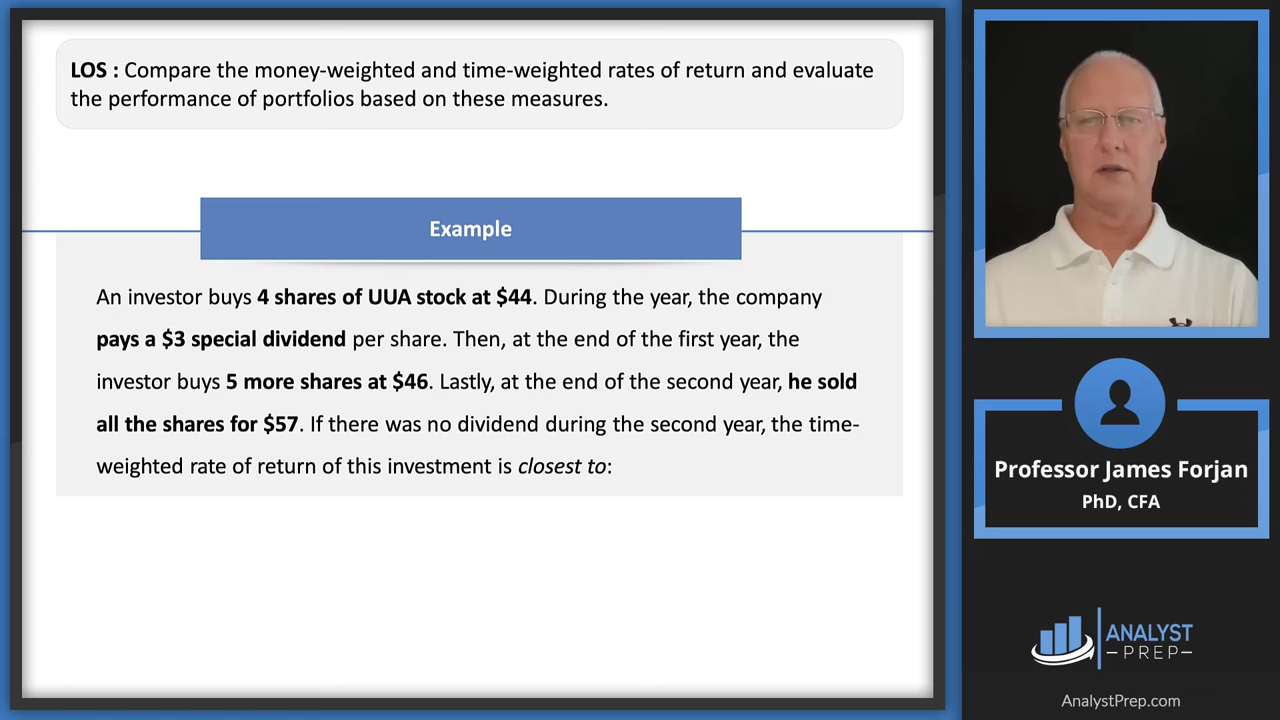 LOS : Compare the money-weighted and time-weighted rates of return and evaluate
the performance of portfolios based on these measures.
Example
An investor buys 4 shares of UUA stock at $44. During the year, the company
pays a $3 special dividend per share. Then, at the end of the first year, the
investor buys 5 more shares at $46. Lastly, at the end of the second year, he sold
all the shares for $57. If there was no dividend during the second year, the time-
weighted rate of return of this investment is closest to:
Professor James Forjan
PhD, CFA
ANALYST
–PREP–
AnalystPrep.com